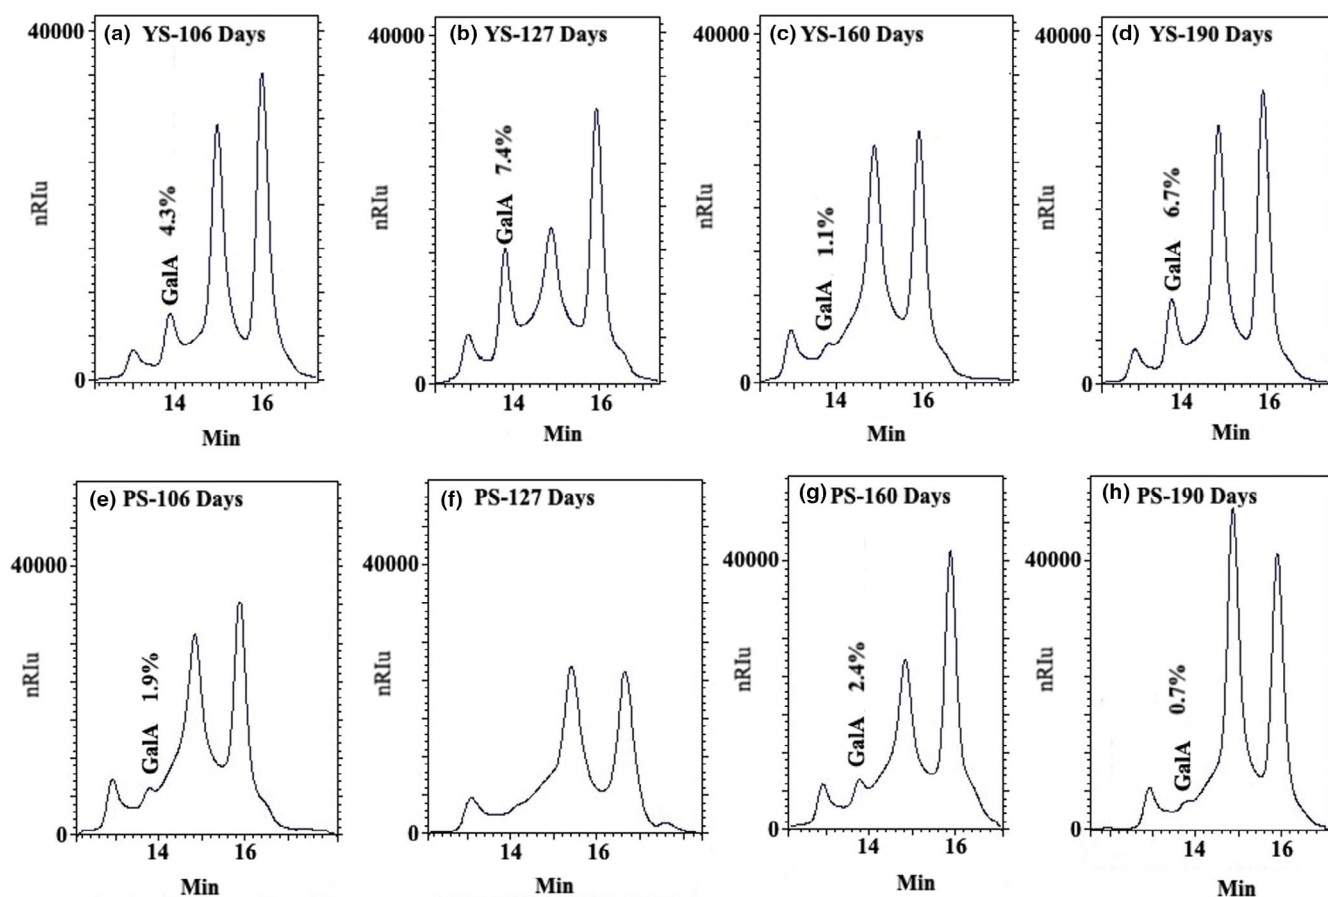 (a) YS-106 Days
40000
nRIu
GalA 4.3%
0
14 16
Min
(b) YS-127 Days
40000
nRIu
GalA 7.4%
0
14 16
Min
(c) YS-160 Days
40000
nRIu
GalA 1.1%
0
14 16
Min
(d) YS-190 Days
40000
nRIu
GalA 6.7%
0
14 16
Min
(e) PS-106 Days
40000
nRIu
GalA 1.9%
0
14 16
Min
(f) PS-127 Days
40000
nRIu
0
14 16
Min
(g) PS-160 Days
40000
nRIu
GalA 2.4%
0
14 16
Min
(h) PS-190 Days
40000
nRIu
GalA 0.7%
0
14 16
Min